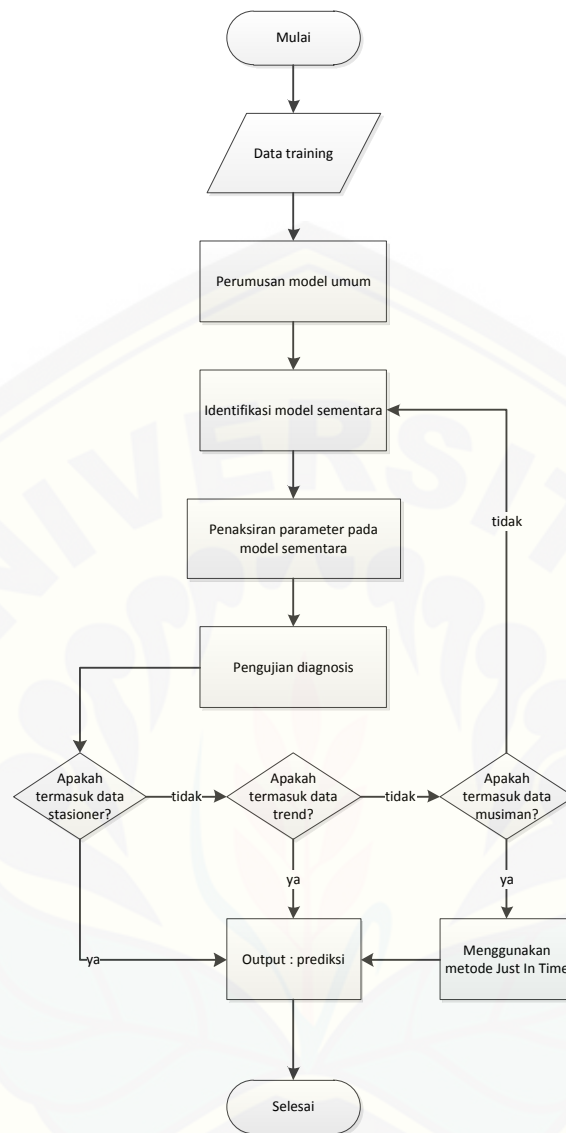 Mulai
Data training
Perumusan model umum
Identifikasi model sementara
tidak
Penaksiran parameter pada
model sementara
Pengujian diagnosis
Apakah
termasuk data
stasioner?
tidak
Apakah
termasuk data
trend?
tidak
Apakah
termasuk data
musiman?
ya
ya
ya
Output : prediksi
Menggunakan
metode Just In Time
Selesai
UNIVERSIT